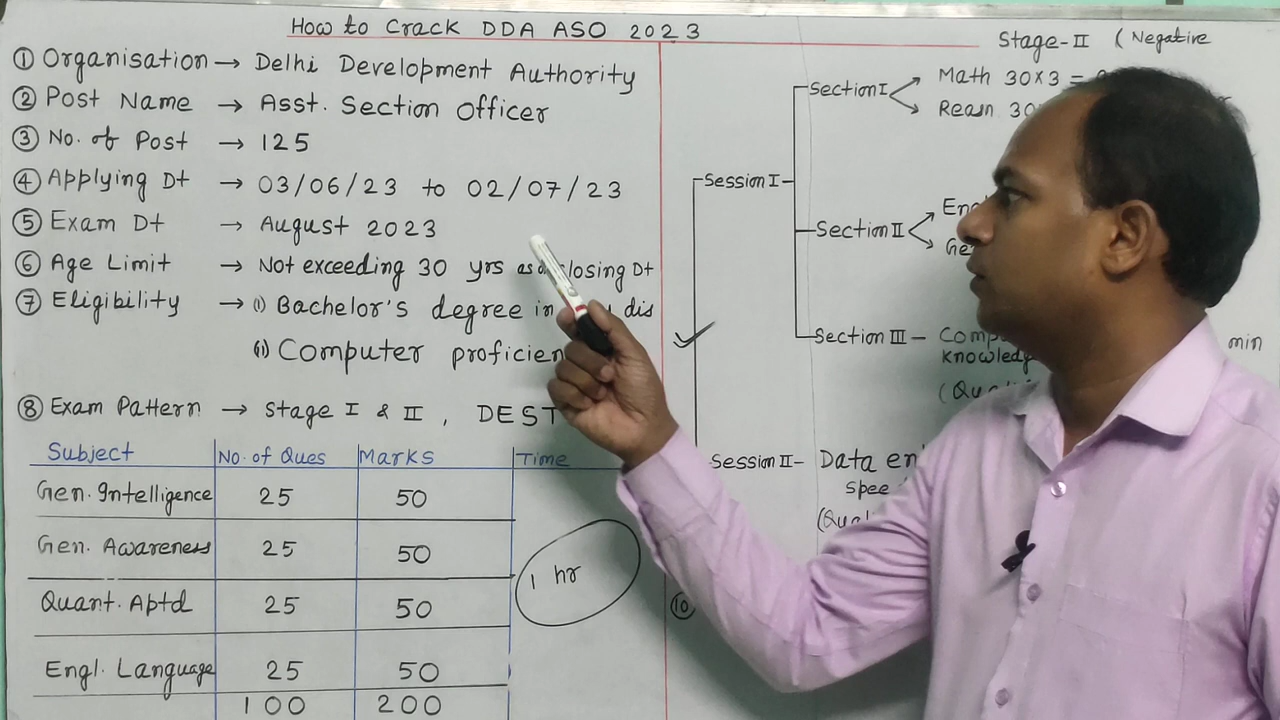 How to Crack DDA ASO 2023
① Organisation → Delhi Development Authority
② Post Name → Asst. Section Officer
③ No. of Post → 125
④ Applying Dt → 03/06/23 to 02/07/23
⑤ Exam Dt → August 2023
⑥ Age Limit → Not exceeding 30 yrs as closing Dt
⑦ Eligibility → (i) Bachelor's degree in dis
(ii) Computer
⑧ Exam Pattern → Stage I & II, DEST
Subject No. of Ques Marks Time
Gen. Intelligence 25 50
Gen. Awareness 25 50
1 hr
Quant. Aptd 25 50
Engl. Language 25 50
100 200
Stage-II (Negative
Session I-
Section I
Math 30x3 =
Reasn 30
Section II
Section III -
min
Session II- Data
⑩